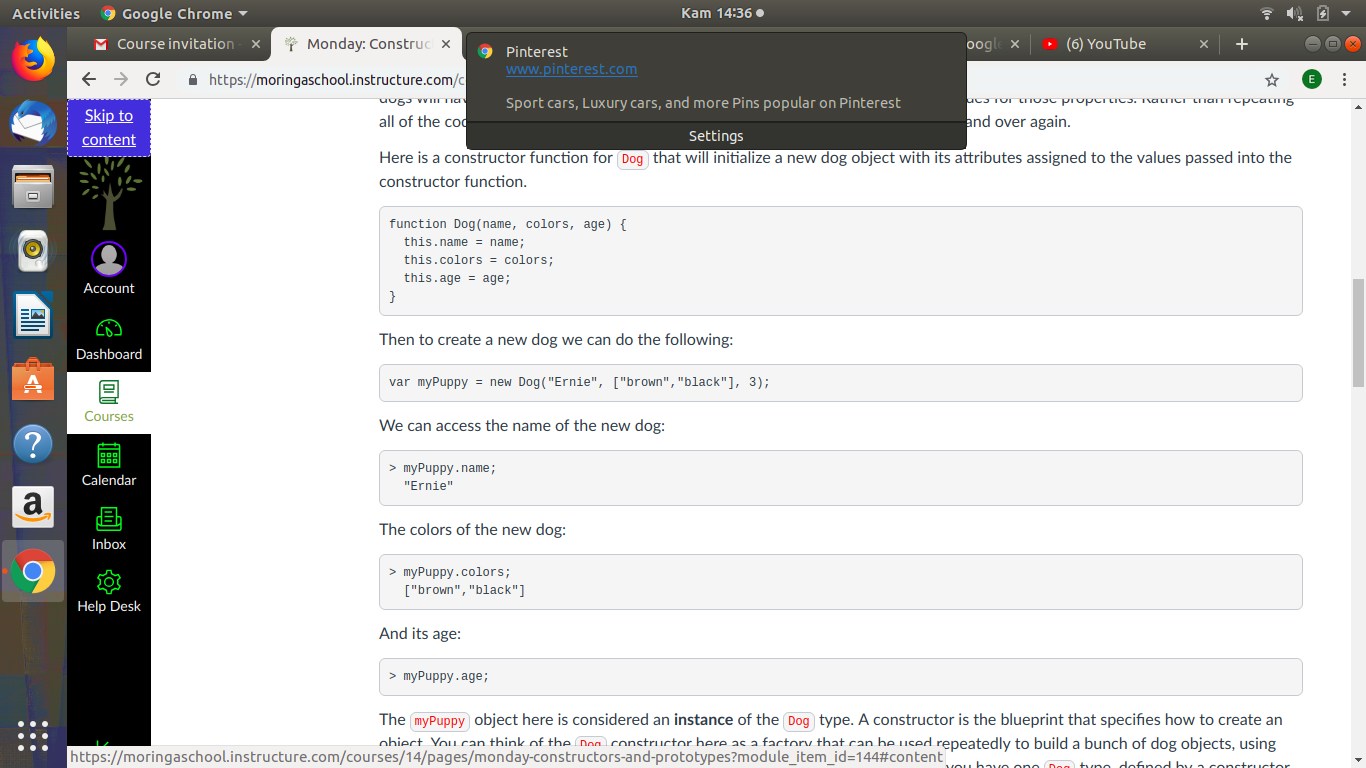 Activities
Google Chrome
Kam 14:36
Course invitation
Monday: Construc
(6) YouTube
Pinterest
www.pinterest.com
Sport cars, Luxury cars, and more Pins popular on Pinterest
Settings
https://moringaschool.instructure.com/c
E
Skip to
content
Account
Dashboard
Courses
Calendar
Inbox
Help Desk
dogs will hav
for those properties. Rather than repeating
all of the co
and over again.
Here is a constructor function for Dog that will initialize a new dog object with its attributes assigned to the values passed into the
constructor function.
function Dog(name, colors, age) {
this.name = name;
this.colors = colors;
this.age = age;
}
Then to create a new dog we can do the following:
var myPuppy = new Dog("Ernie", ["brown","black"], 3);
We can access the name of the new dog:
> myPuppy.name;
"Ernie"
The colors of the new dog:
> myPuppy.colors;
["brown","black"]
And its age:
> myPuppy.age;
The myPuppy object here is considered an instance of the Dog type. A constructor is the blueprint that specifies how to create an
object. You can think of the Dog constructor here as a factory that can be used repeatedly to build a bunch of dog objects, using
you have one Dog type, defined by a constructor
https://moringaschool.instructure.com/courses/14/pages/monday-constructors-and-prototypes?module_item_id=144#content